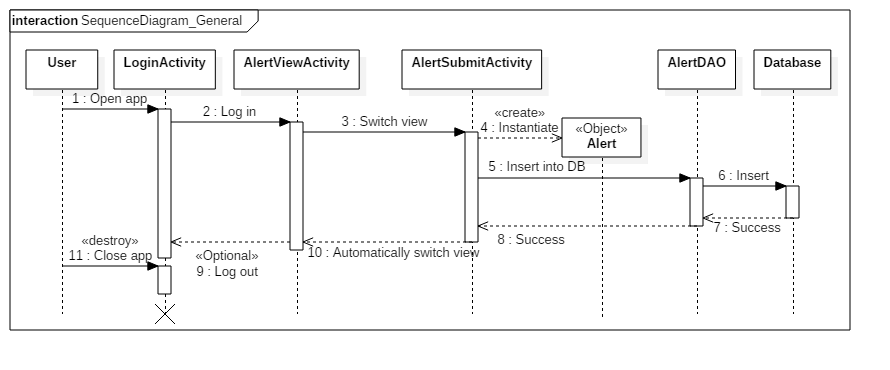 interaction SequenceDiagram_General
User
LoginActivity
AlertViewActivity
AlertSubmitActivity
AlertDAO
Database
1 : Open app
2 : Log in
3 : Switch view
«create»
4 : Instantiate
«Object»
Alert
5 : Insert into DB
6 : Insert
7 : Success
8 : Success
«Optional»
9 : Log out
10 : Automatically switch view
«destroy»
11 : Close app